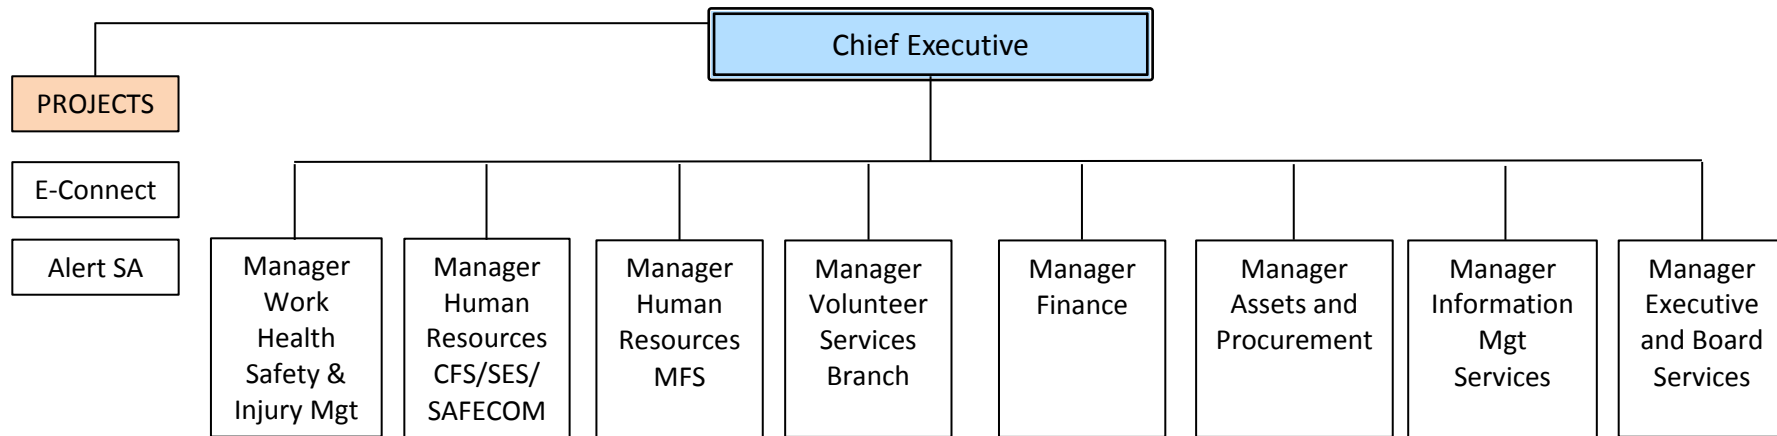 Chief Executive
PROJECTS
E-Connect
Alert SA
Manager
Work
Health
Safety &
Injury Mgt
Manager
Human
Resources
CFS/SES/
SAFECOM
Manager
Human
Resources
MFS
Manager
Volunteer
Services
Branch
Manager
Finance
Manager
Assets and
Procurement
Manager
Information
Mgt
Services
Manager
Executive
and Board
Services